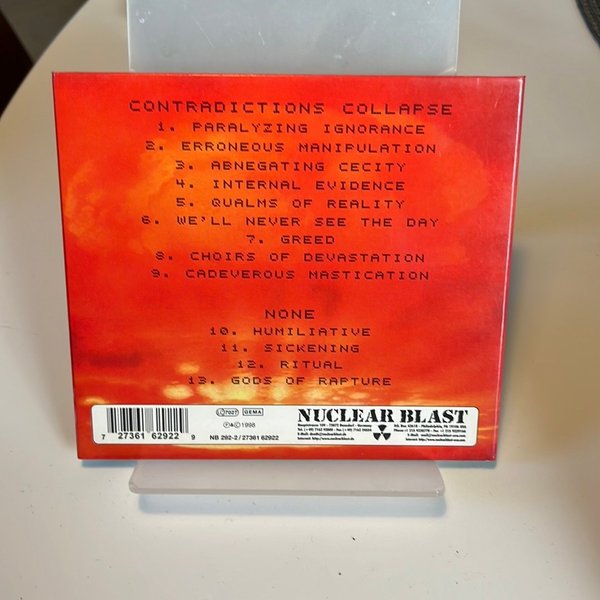 CONTRADICTIONS COLLAPSE
1. PARALYZING IGNORANCE
2. ERRONEOUS MANIPULATION
3. ABNEGATING CECITY
4. INTERNAL EVIDENCE
5. QUALMS OF REALITY
6. WE'LL NEVER SEE THE DAY
7. GREED
8. CHOIRS OF DEVASTATION
9. CADEVEROUS MASTICATION
NONE
10. HUMILIATIVE
11. SICKENING
12. RITUAL
13. GODS OF RAPTURE
7 27361 62922 9
LC 7027 GEMA
℗&© 1998
NB 292-2/27361 62922
NUCLEAR BLAST